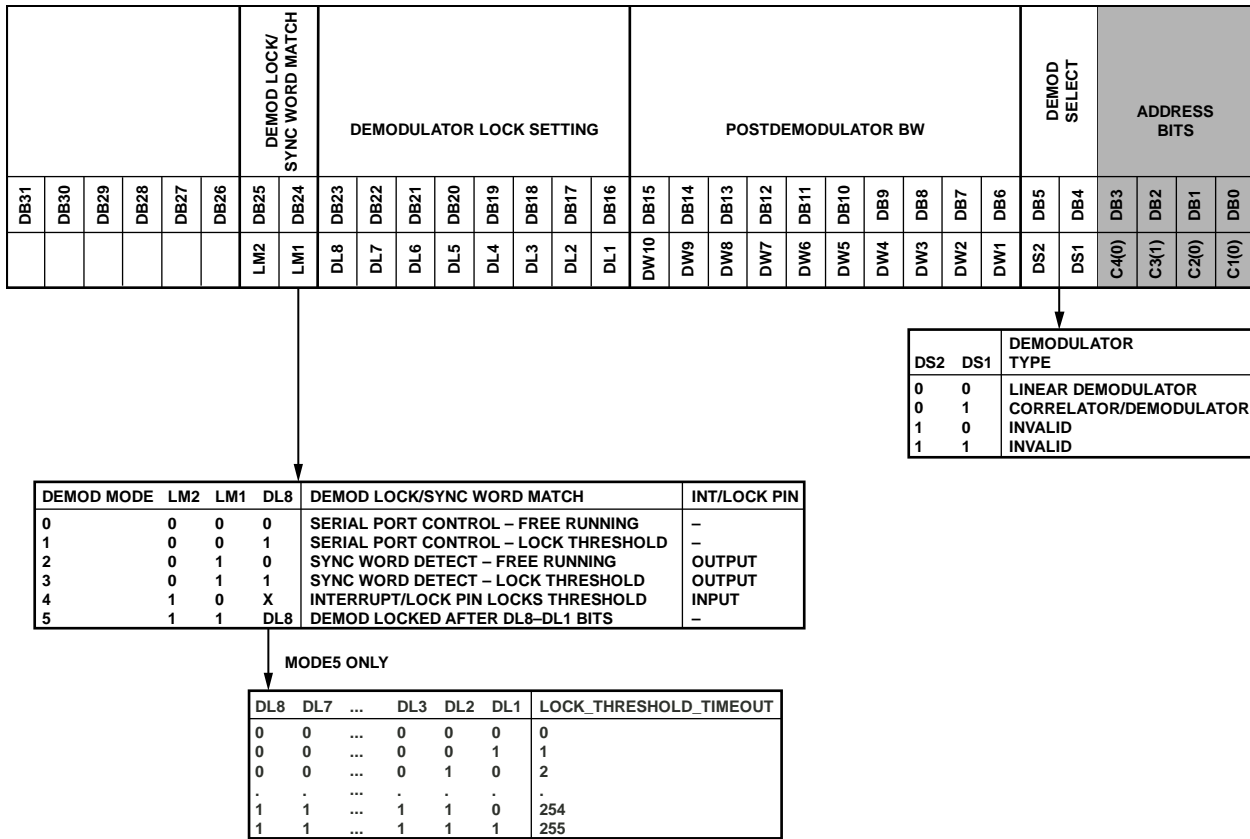 DEMOD LOCK/
SYNC WORD MATCH
DEMODULATOR LOCK SETTING
POSTDEMODULATOR BW
DEMOD
SELECT
ADDRESS
BITS
DB31 DB30 DB29 DB28 DB27 DB26 DB25 DB24 DB23 DB22 DB21 DB20 DB19 DB18 DB17 DB16 DB15 DB14 DB13 DB12 DB11 DB10 DB9 DB8 DB7 DB6 DB5 DB4 DB3 DB2 DB1 DB0
LM2 LM1 DL8 DL7 DL6 DL5 DL4 DL3 DL2 DL1 DW10 DW9 DW8 DW7 DW6 DW5 DW4 DW3 DW2 DW1 DS2 DS1 C4(0) C3(1) C2(0) C1(0)
DEMODULATOR
DS2 DS1 TYPE
0 0 LINEAR DEMODULATOR
0 1 CORRELATOR/DEMODULATOR
1 0 INVALID
1 1 INVALID
DEMOD MODE LM2 LM1 DL8 DEMOD LOCK/SYNC WORD MATCH INT/LOCK PIN
0 0 0 0 SERIAL PORT CONTROL – FREE RUNNING –
1 0 0 1 SERIAL PORT CONTROL – LOCK THRESHOLD –
2 0 1 0 SYNC WORD DETECT – FREE RUNNING OUTPUT
3 0 1 1 SYNC WORD DETECT – LOCK THRESHOLD OUTPUT
4 1 0 X INTERRUPT/LOCK PIN LOCKS THRESHOLD INPUT
5 1 1 DL8 DEMOD LOCKED AFTER DL8–DL1 BITS –
MODE5 ONLY
DL8 DL7 ... DL3 DL2 DL1 LOCK_THRESHOLD_TIMEOUT
0 0 ... 0 0 0 0
0 0 ... 0 0 1 1
0 0 ... 0 1 0 2
. . ... . . . .
1 1 ... 1 1 0 254
1 1 ... 1 1 1 255